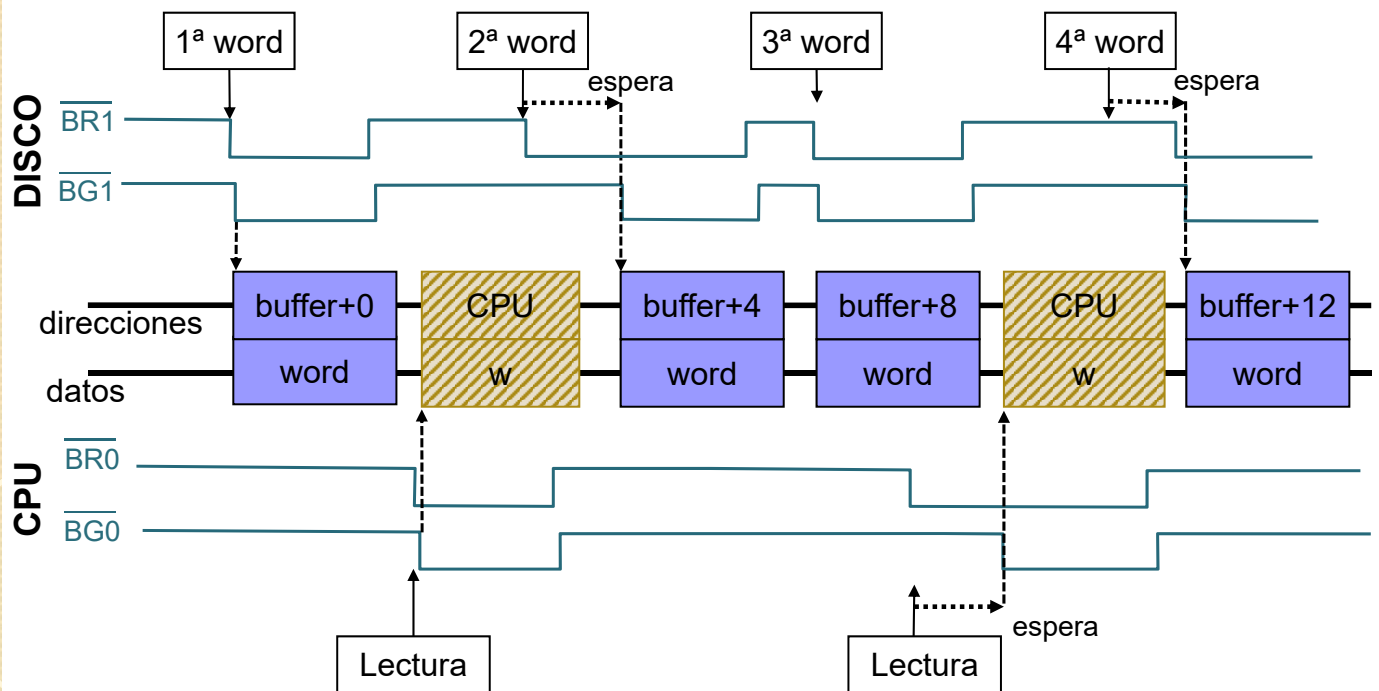 1ª word
2ª word
3ª word
4ª word
espera
espera
DISCO
BR1
BG1
buffer+0
CPU
buffer+4
buffer+8
CPU
buffer+12
direcciones
word
w
word
word
w
word
datos
CPU
BR0
BG0
espera
Lectura
Lectura